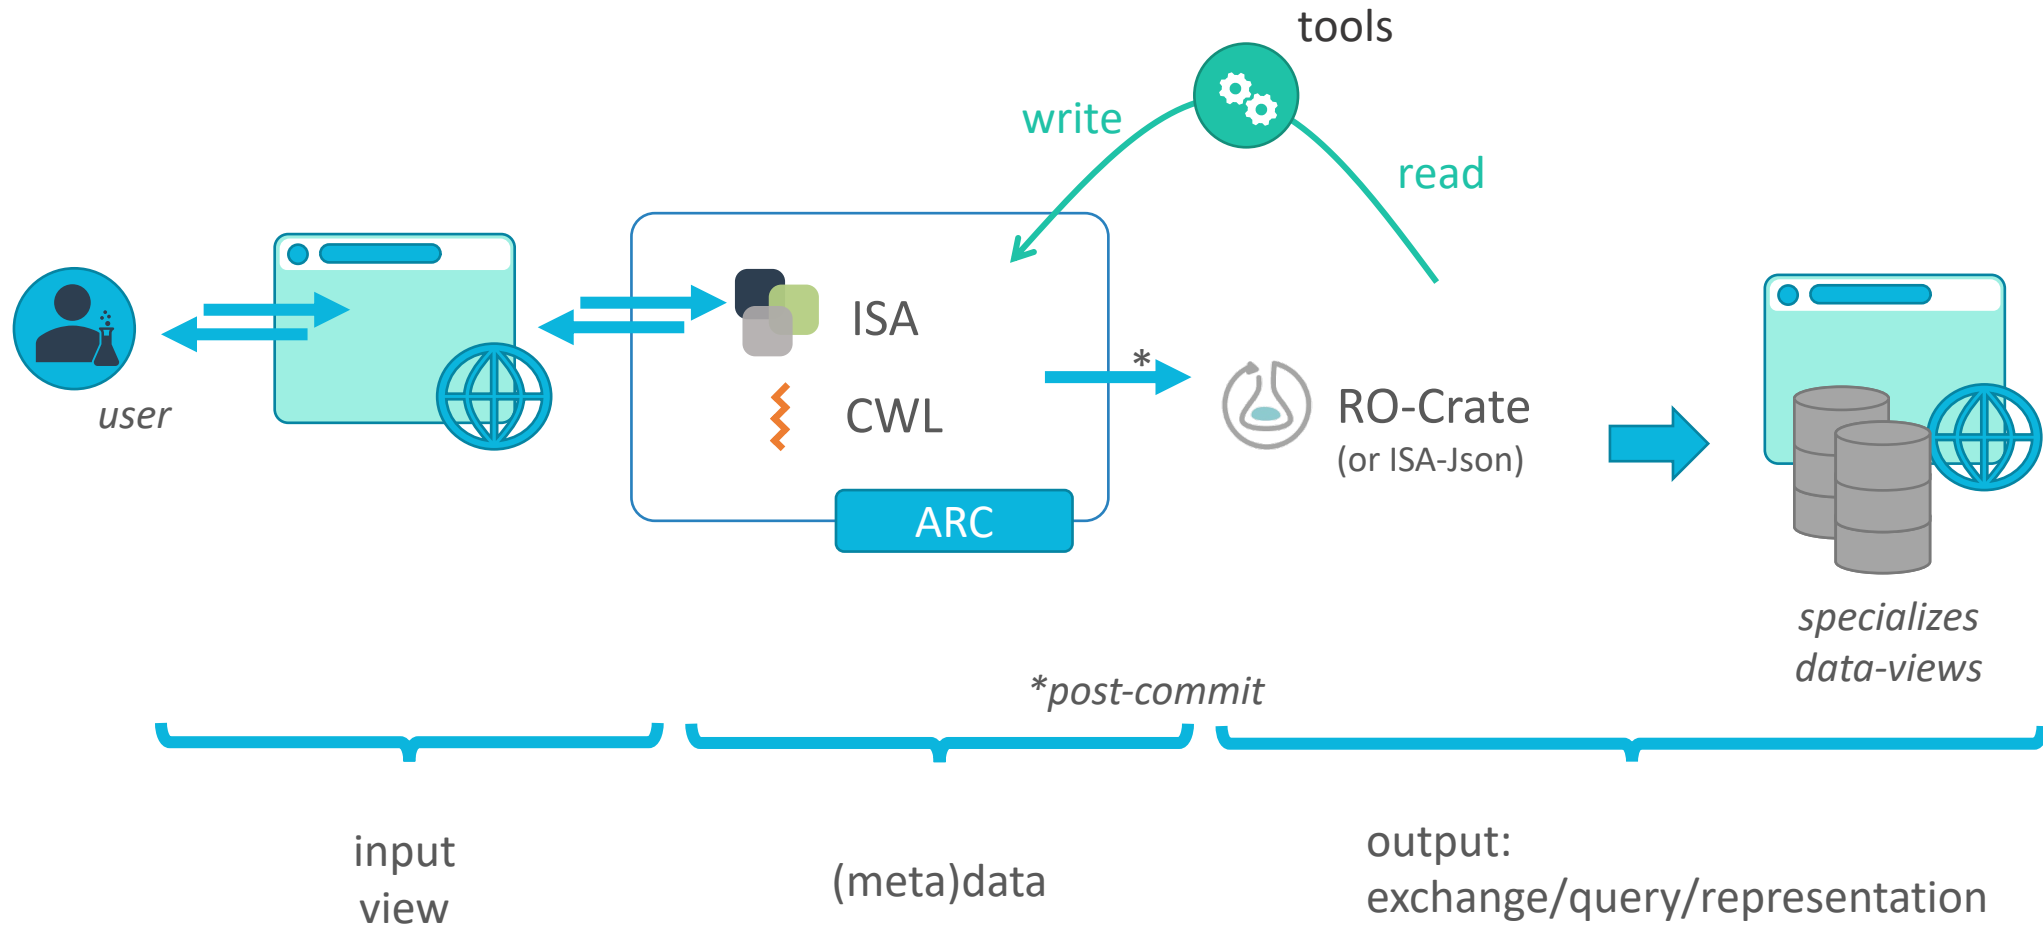 tools
write
read
ISA
CWL
ARC
*
RO-Crate
(or ISA-Json)
user
specializes
data-views
*post-commit
input
view
(meta)data
output:
exchange/query/representation